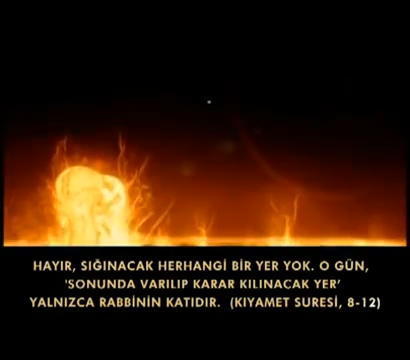 HAYIR, SIĞINACAK HERHANGİ BİR YER YOK. O GÜN,
'SONUNDA VARILIP KARAR KILINACAK YER'
YALNIZCA RABBİNİN KATIDIR. (KIYAMET SURESİ, 8-12)